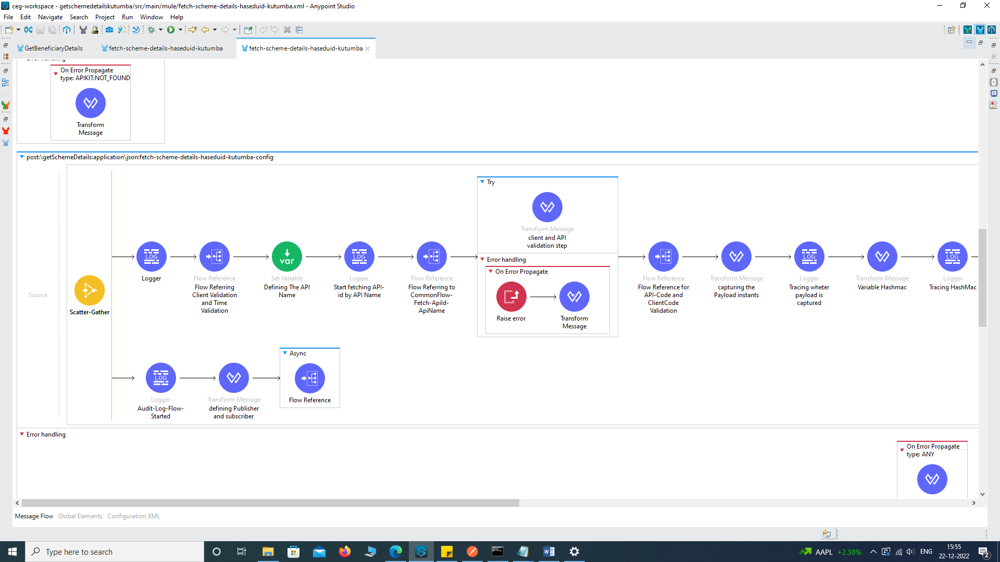 ceg-workspace - getschemedetailskutumba/src/main/mule/fetch-scheme-details-haseduid-kutumba.xml - Anypoint Studio
File Edit Navigate Search Project Run Window Help
GetBeneficiaryDetails fetch-scheme-details-haseduid-kutumba fetch-scheme-details-haseduid-kutumba
On Error Propagate
type: APIKIT:NOT_FOUND
Transform
Message
post:\getSchemeDetails:application\json:fetch-scheme-details-haseduid-kutumba-config
Source
Scatter-Gather
LOG
Logger
Flow Reference
Flow Referring
Client Validation
and Time
Validation
var
Set Variable
Defining The API
Name
LOG
Logger
Start fetching API-
id by API Name
Flow Reference
Flow Referring to
CommonFlow-
Fetch-ApiId-
ApiName
Try
Transform Message
client and API
validation step
Error handling
On Error Propagate
Raise error
Transform
Message
Flow Reference
Flow Reference for
API-Code and
ClientCode
Validation
Transform Message
capturing the
Payload instants
LOG
Logger
Tracing wheter
payload is
captured
Transform Message
Variable Hashmac
LOG
Logger
Tracing HashMac
LOG
Logger
Audit-Log-Flow-
Started
Transform Message
defining Publisher
and subscriber
Async
Flow Reference
Error handling
On Error Propagate
type: ANY
Message Flow Global Elements Configuration XML
Type here to search
AAPL +2.38%
ENG
15:55
22-12-2022
2